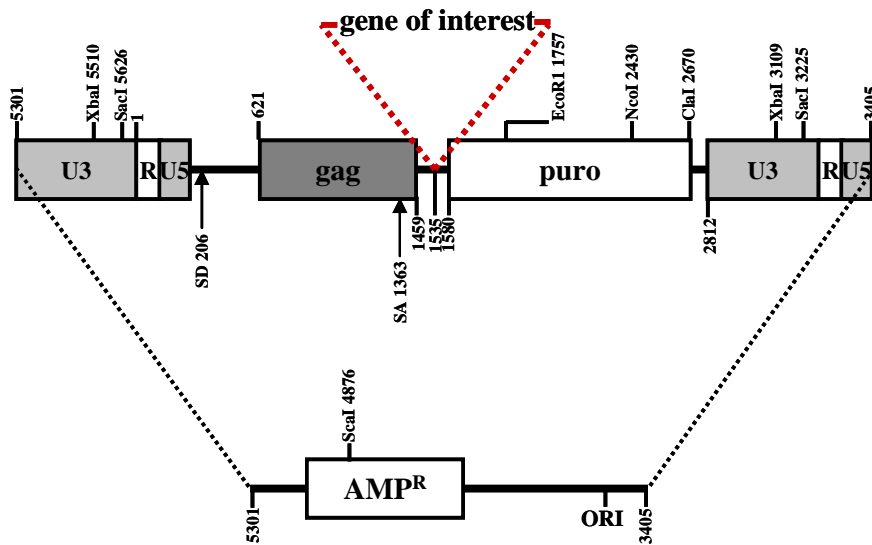 gene of interest
5301
XbaI 5510
SacI 5626
1
621
EcoR1 1757
NcoI 2430
ClaI 2670
XbaI 3109
SacI 3225
3405
U3
R
U5
gag
puro
U3
R
U5
SD 206
SA 1363
1459
1535
1580
2812
ScaI 4876
AMPR
5301
ORI
3405